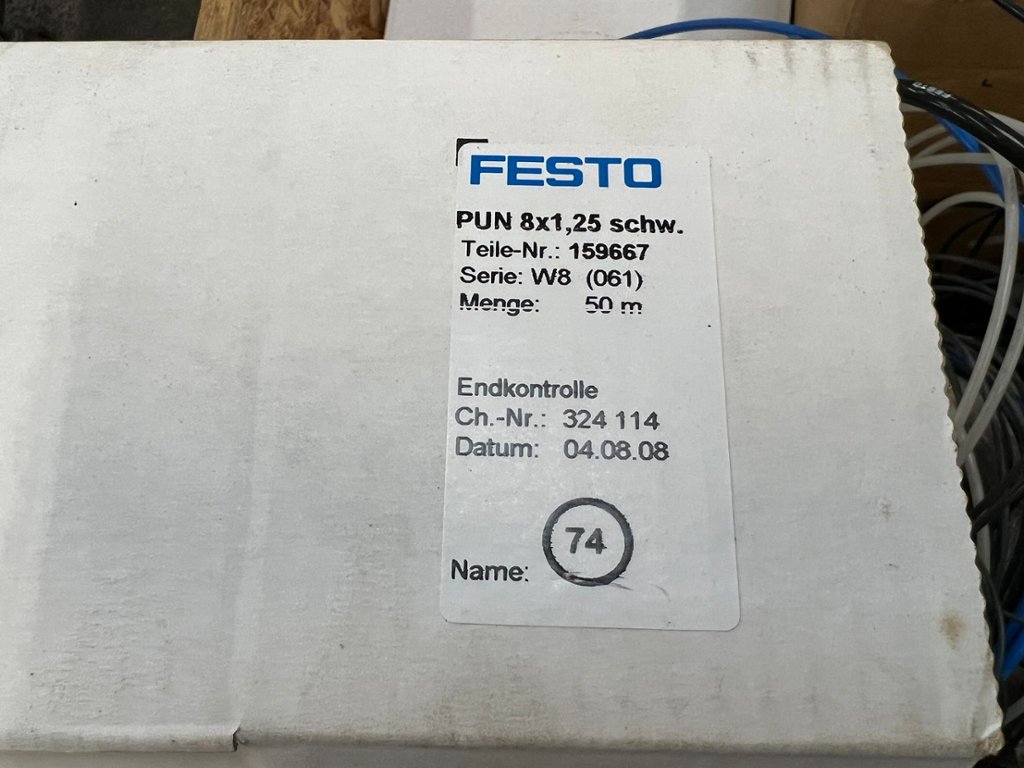 FESTO
PUN 8x1,25 schw.
Teile-Nr.: 159667
Serie: W8 (061)
Menge: 50 m
Endkontrolle
Ch.-Nr.: 324 114
Datum: 04.08.08
74
Name:
FESTO